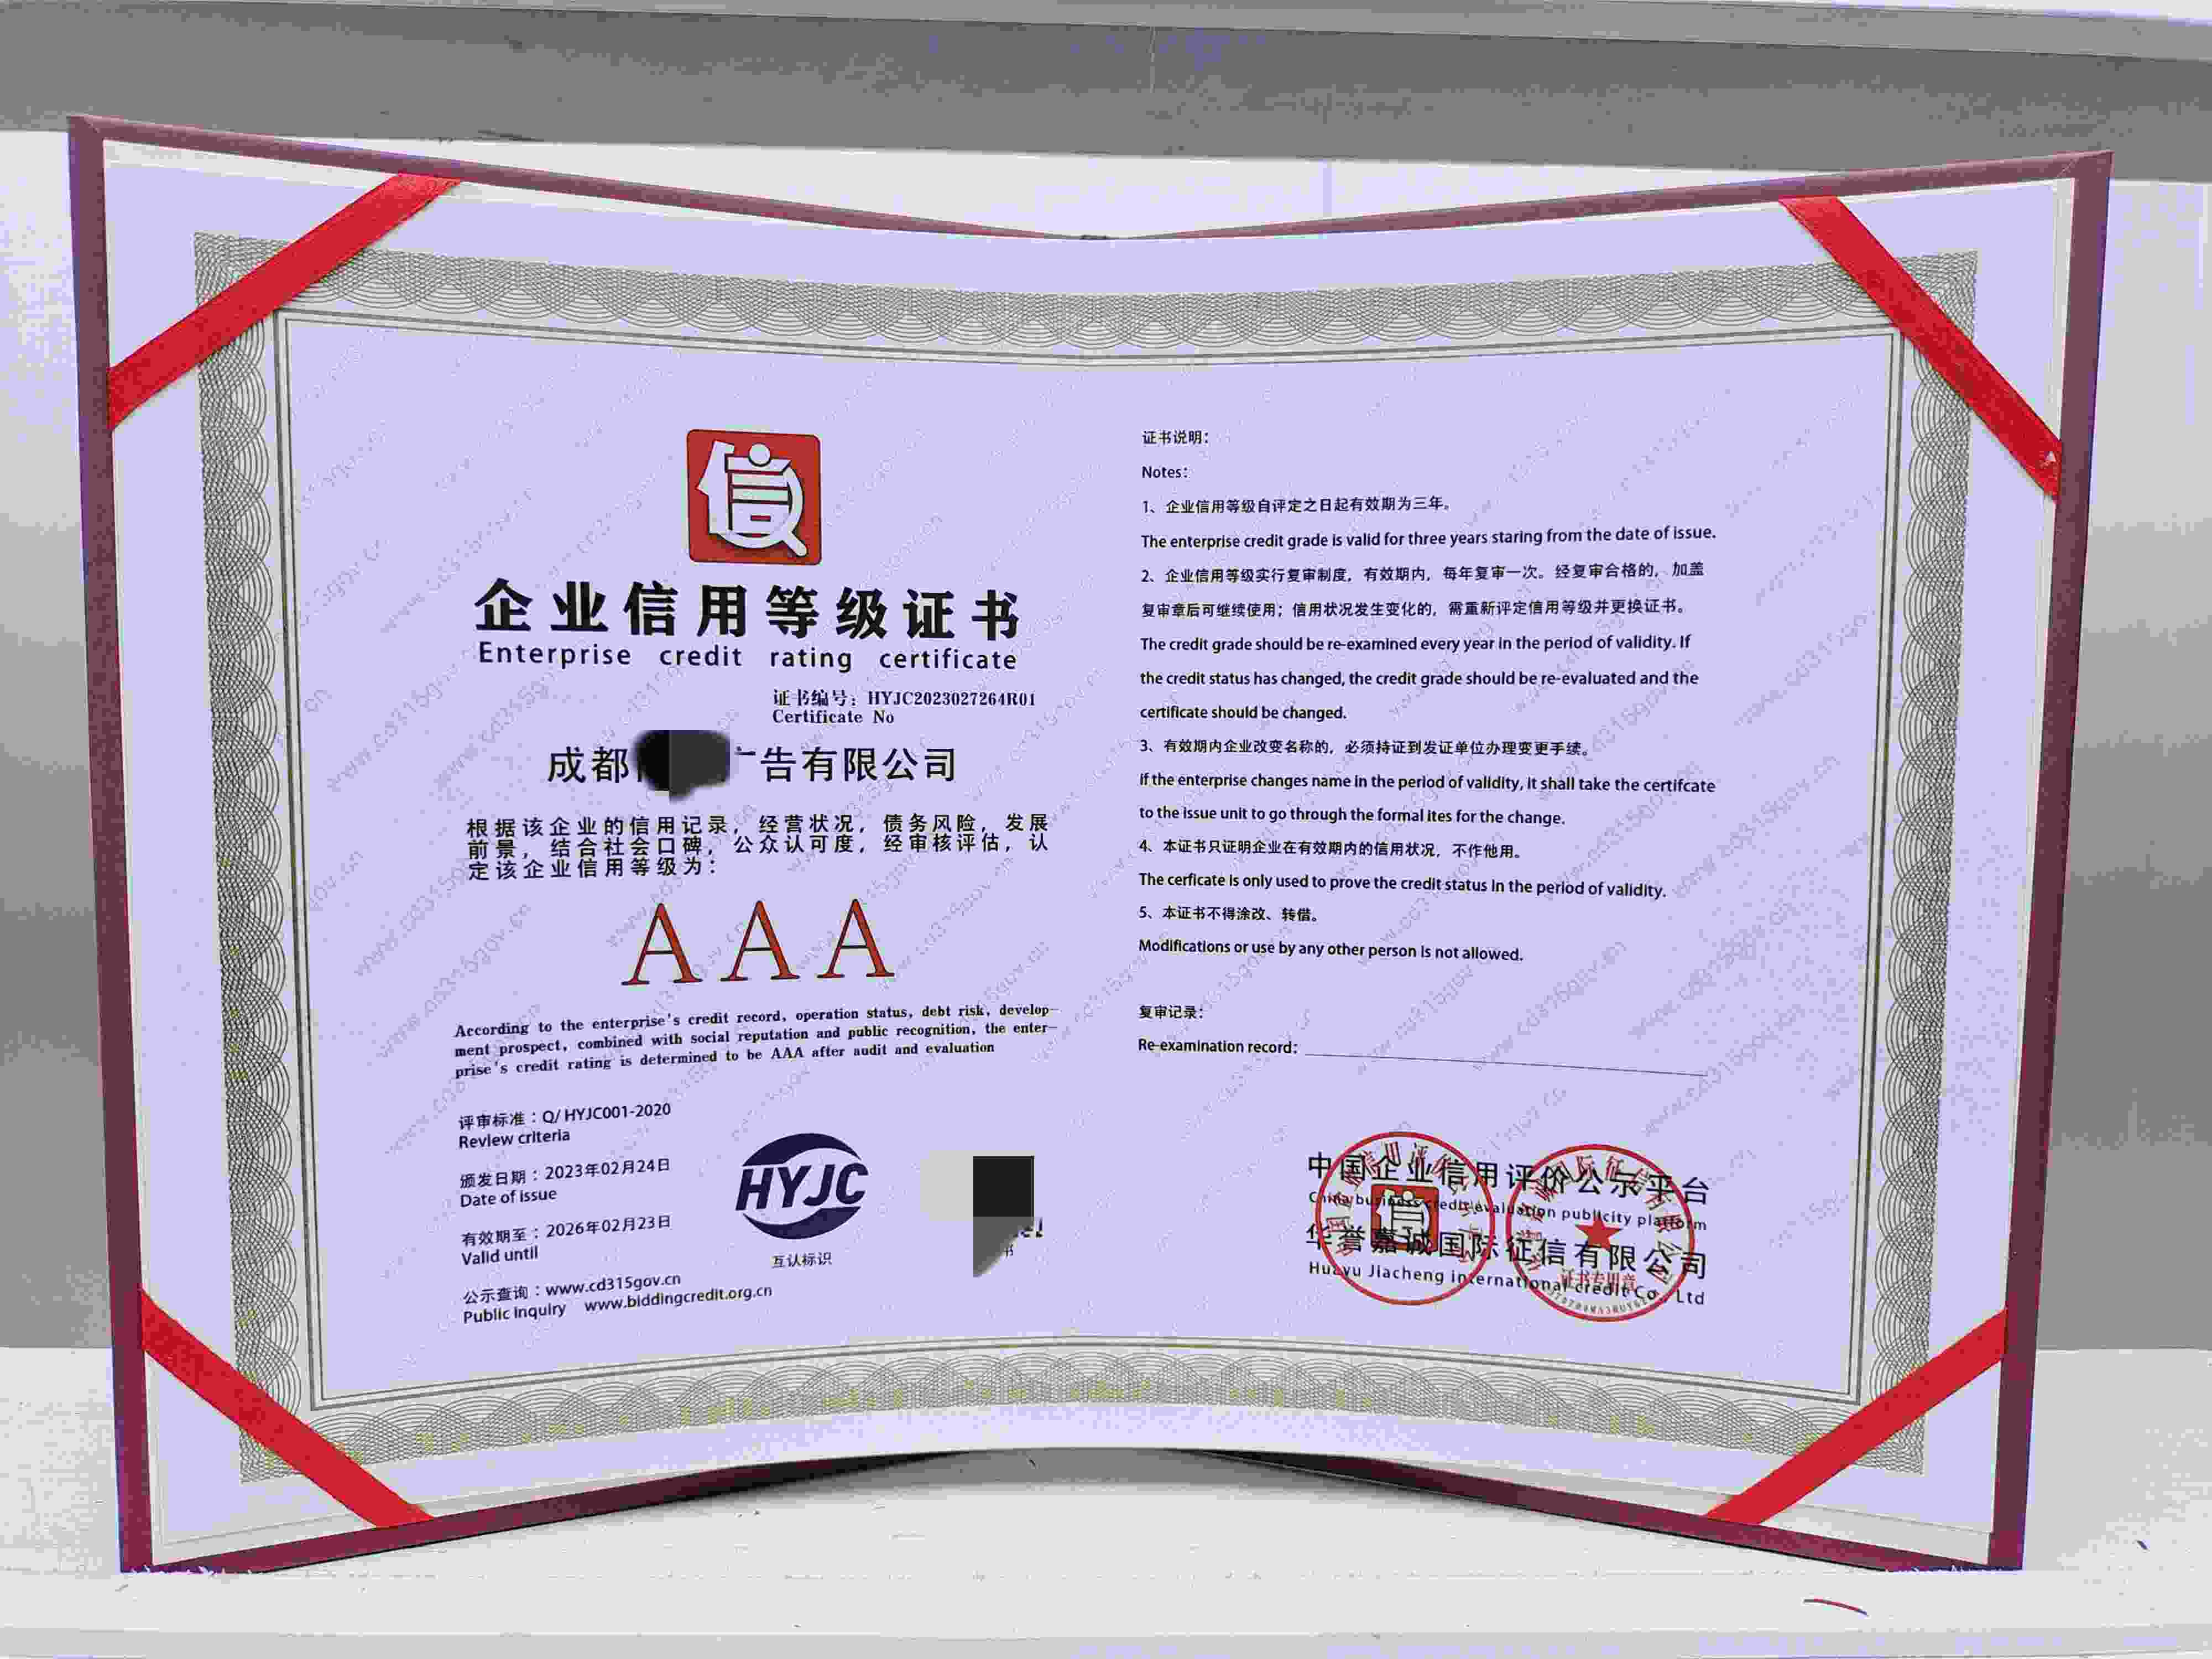 信
企业信用等级证书
Enterprise credit rating certificate
证书编号：HYJC2023027264R01
Certificate No
成都 广告有限公司
根据该企业的信用记录，经营状况，债务风险，发展
前景，结合社会口碑，公众认可度，经审核评估，认
定该企业信用等级为：
AAA
According to the enterprise's credit record, operation status, debt risk, develop-
ment prospect, combined with social reputation and public recognition, the enter-
prise's credit rating is determined to be AAA after audit and evaluation
评审标准：Q/HYJC001-2020
Review criteria
颁发日期：2023年02月24日
Date of issue
有效期至：2026年02月23日
Valid until
公示查询：www.cd315gov.cn
Public inquiry www.biddingcredit.org.cn
HYJC
互认标识
书
证书说明：
Notes:
1、企业信用等级自评定之日起有效期为三年。
The enterprise credit grade is valid for three years staring from the date of issue.
2、企业信用等级实行复审制度，有效期内，每年复审一次。经复审合格的，加盖
复审章后可继续使用；信用状况发生变化的，需重新评定信用等级并更换证书。
The credit grade should be re-examined every year in the period of validity. If
the credit status has changed, the credit grade should be re-evaluated and the
certificate should be changed.
3、有效期内企业改变名称的，必须持证到发证单位办理变更手续。
if the enterprise changes name in the period of validity, it shall take the certifcate
to the issue unit to go through the formal ites for the change.
4、本证书只证明企业在有效期内的信用状况，不作他用。
The cerficate is only used to prove the credit status in the period of validity.
5、本证书不得涂改、转借。
Modifications or use by any other person is not allowed.
复审记录：
Re-examination record:
中国企业信用评价公示平台
China business credit evaluation publicity platform
华誉嘉诚国际征信有限公司
Huayu Jiacheng international credit Co., Ltd
证书专用章
www.cd315gov.cn